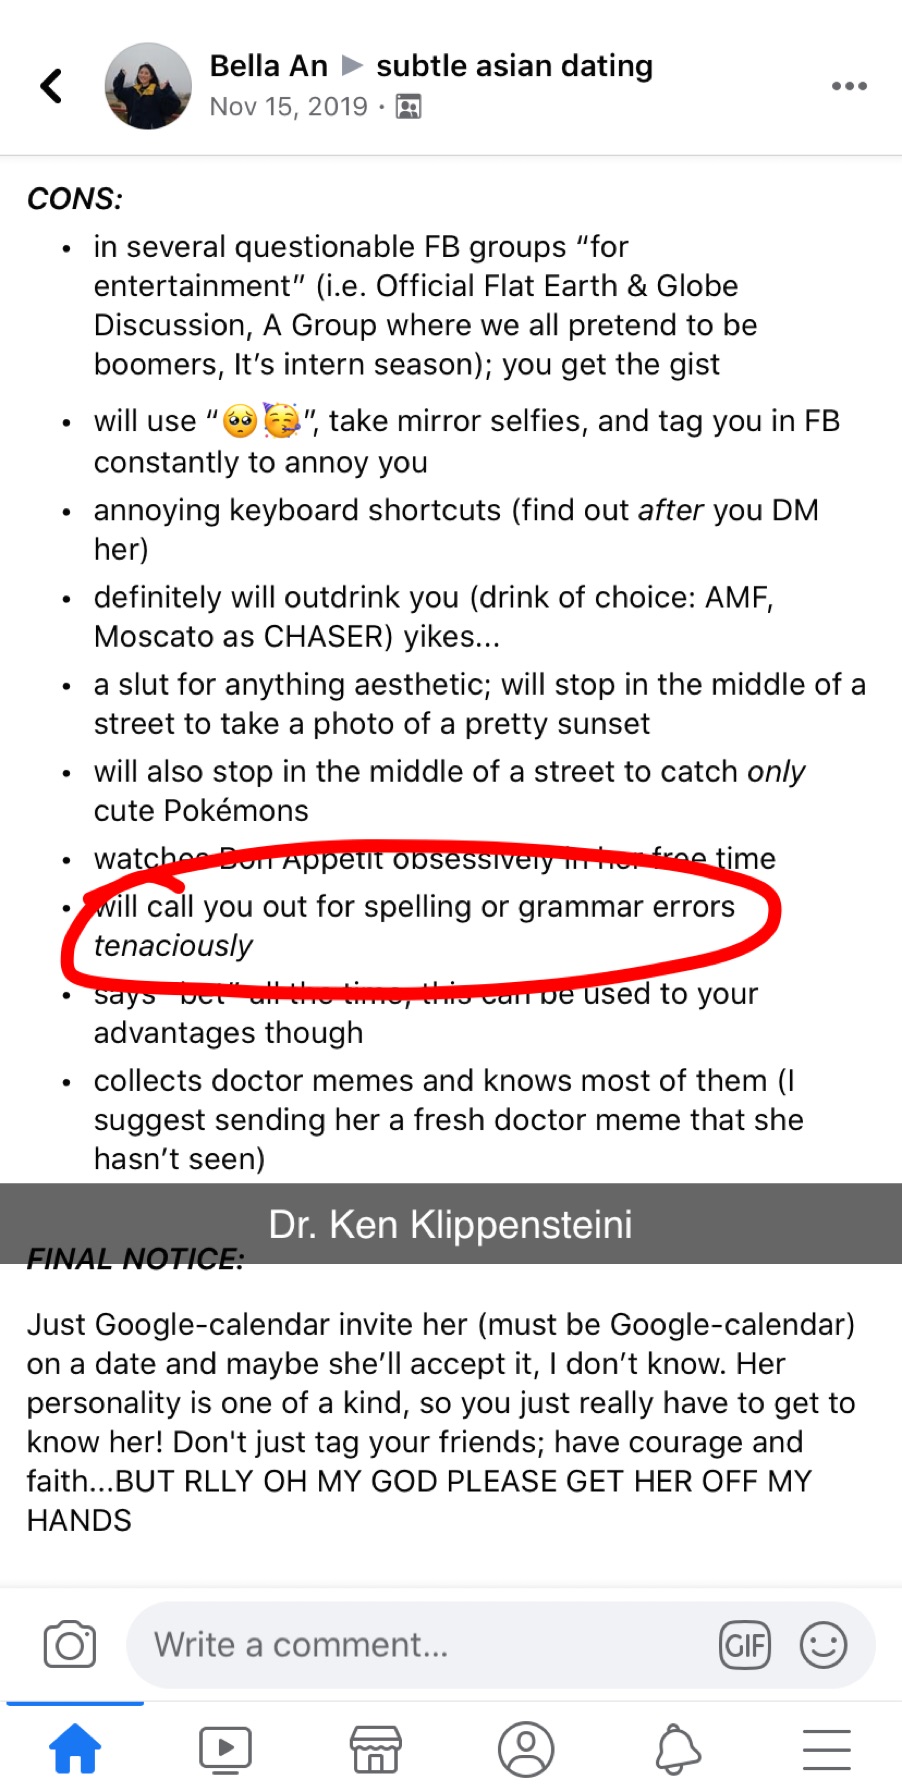 Bella An ▶ subtle asian dating
Nov 15, 2019 ·
CONS:
• in several questionable FB groups “for
entertainment” (i.e. Official Flat Earth & Globe
Discussion, A Group where we all pretend to be
boomers, It’s intern season); you get the gist
• will use “🥺🥳”, take mirror selfies, and tag you in FB
constantly to annoy you
• annoying keyboard shortcuts (find out after you DM
her)
• definitely will outdrink you (drink of choice: AMF,
Moscato as CHASER) yikes...
• a slut for anything aesthetic; will stop in the middle of a
street to take a photo of a pretty sunset
• will also stop in the middle of a street to catch only
cute Pokémons
• watches Bon Appetit obsessively in her free time
• will call you out for spelling or grammar errors
tenaciously
• says “bet” all the time, this can be used to your
advantages though
• collects doctor memes and knows most of them (I
suggest sending her a fresh doctor meme that she
hasn’t seen)
Dr. Ken Klippensteini
FINAL NOTICE:
Just Google-calendar invite her (must be Google-calendar)
on a date and maybe she’ll accept it, I don’t know. Her
personality is one of a kind, so you just really have to get to
know her! Don't just tag your friends; have courage and
faith...BUT RLLY OH MY GOD PLEASE GET HER OFF MY
HANDS
Write a comment...
GIF